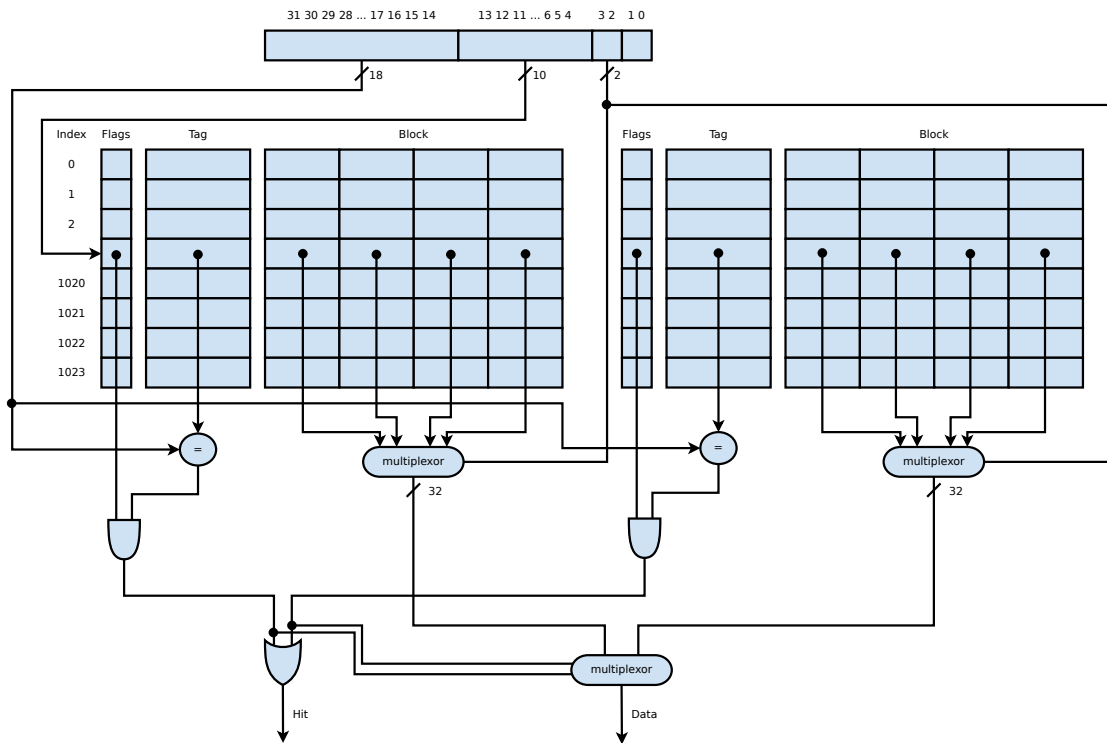 31 30 29 28 ... 17 16 15 14 13 12 11 ... 6 5 4 3 2 1 0
18 10 2
Index Flags Tag Block Flags Tag Block
0
1
2
1020
1021
1022
1023
= multiplexor = multiplexor
32 32
multiplexor
Hit Data